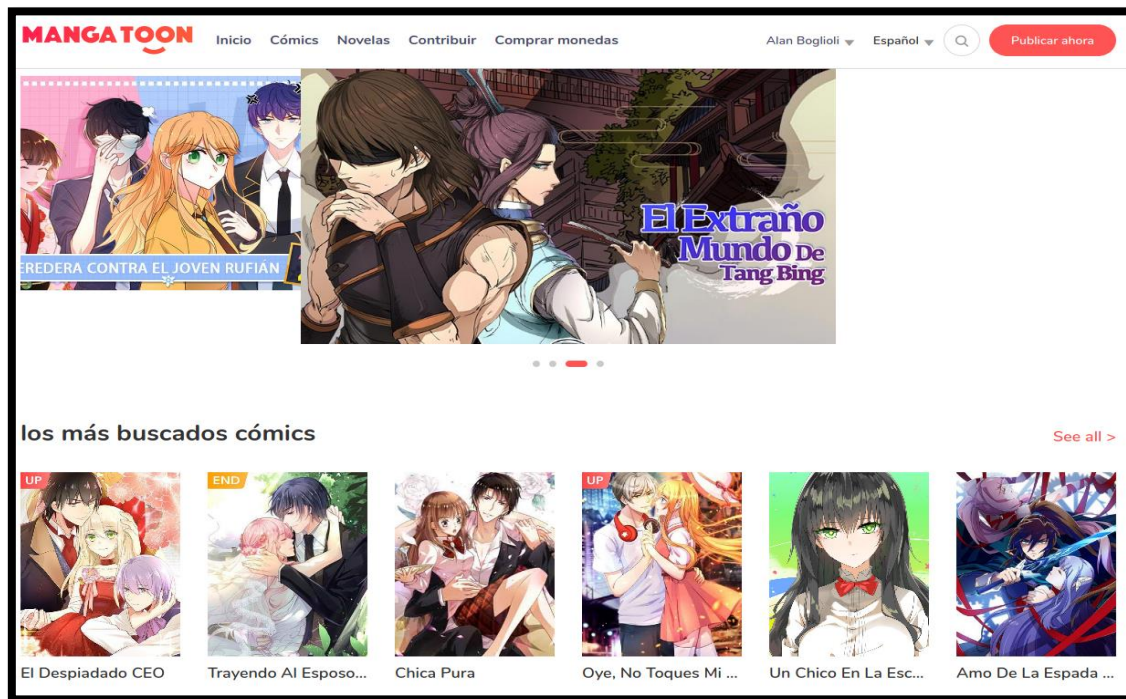 MANGATOON Inicio Cómics Novelas Contribuir Comprar monedas Alan Boglioli Español Publicar ahora
EREDERA CONTRA EL JOVEN RUFIÁN
El Extraño
Mundo De
Tang Bing
los más buscados cómics
See all >
UP
END
UP
El Despiadado CEO
Trayendo Al Esposo...
Chica Pura
Oye, No Toques Mi ...
Un Chico En La Esc...
Amo De La Espada ...